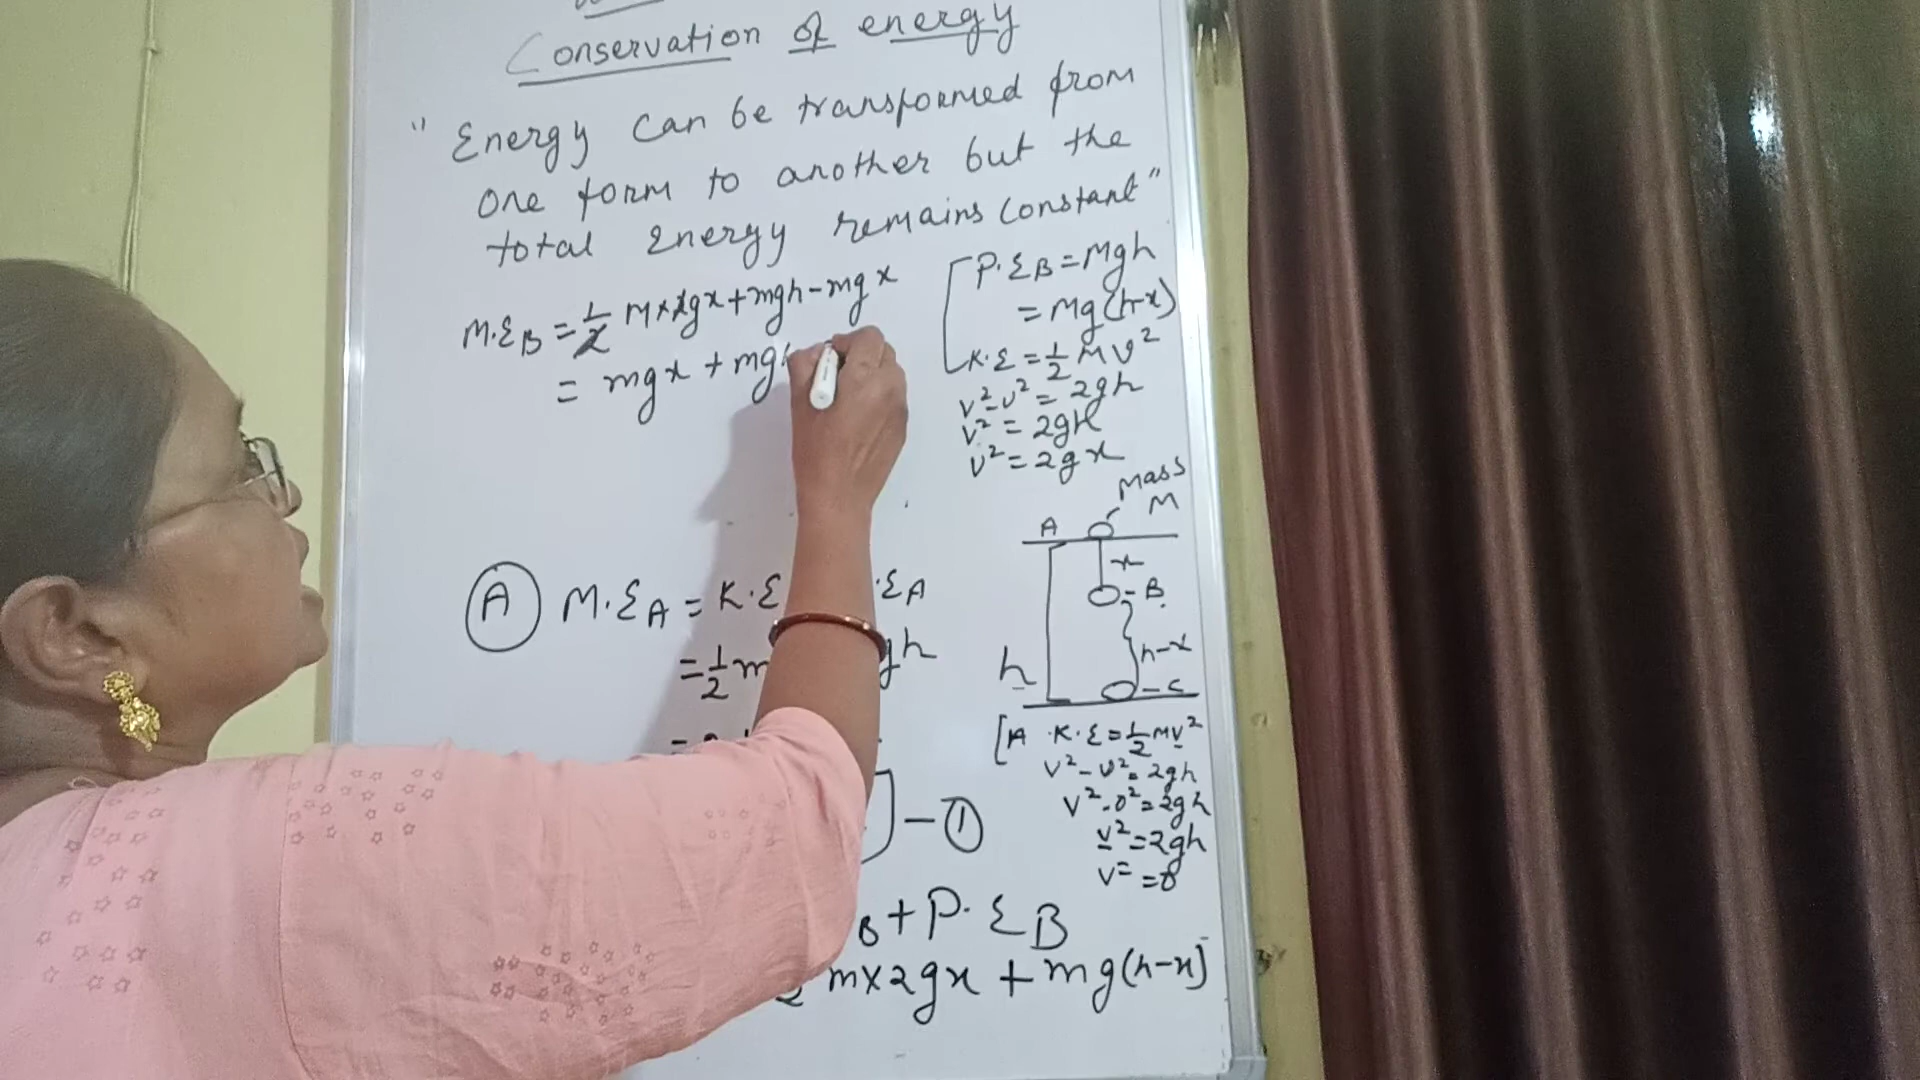 Conservation of energy
" Energy can be transformed from
one form to another but the
total Energy remains constant"
M.E_B = 1/2 M×2gx+mgh-mgx
= mgx + mg
P.E_B = Mgh
= Mg(h-x)
K.E = 1/2 MV²
V²-U² = 2gh
V² = 2gh
V² = 2gx
Mass
M
A
x
B.
h-x
h
C
(A) M.E_A = K.E .E_A
= 1/2 m gh
- (1)
[A K.E = 1/2 MV²
V² - U² = 2gh
V² - 0² = 2gh
V² = 2gh
V = = 0
B + P.E_B
m×2gx + mg(h-x)